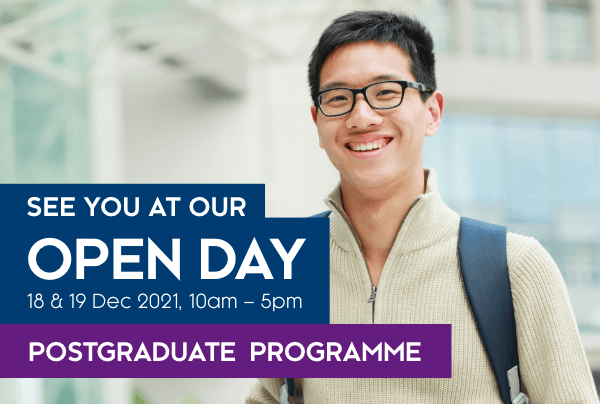 SEE YOU AT OUR
OPEN DAY
18 & 19 Dec 2021, 10am – 5pm
POSTGRADUATE PROGRAMME